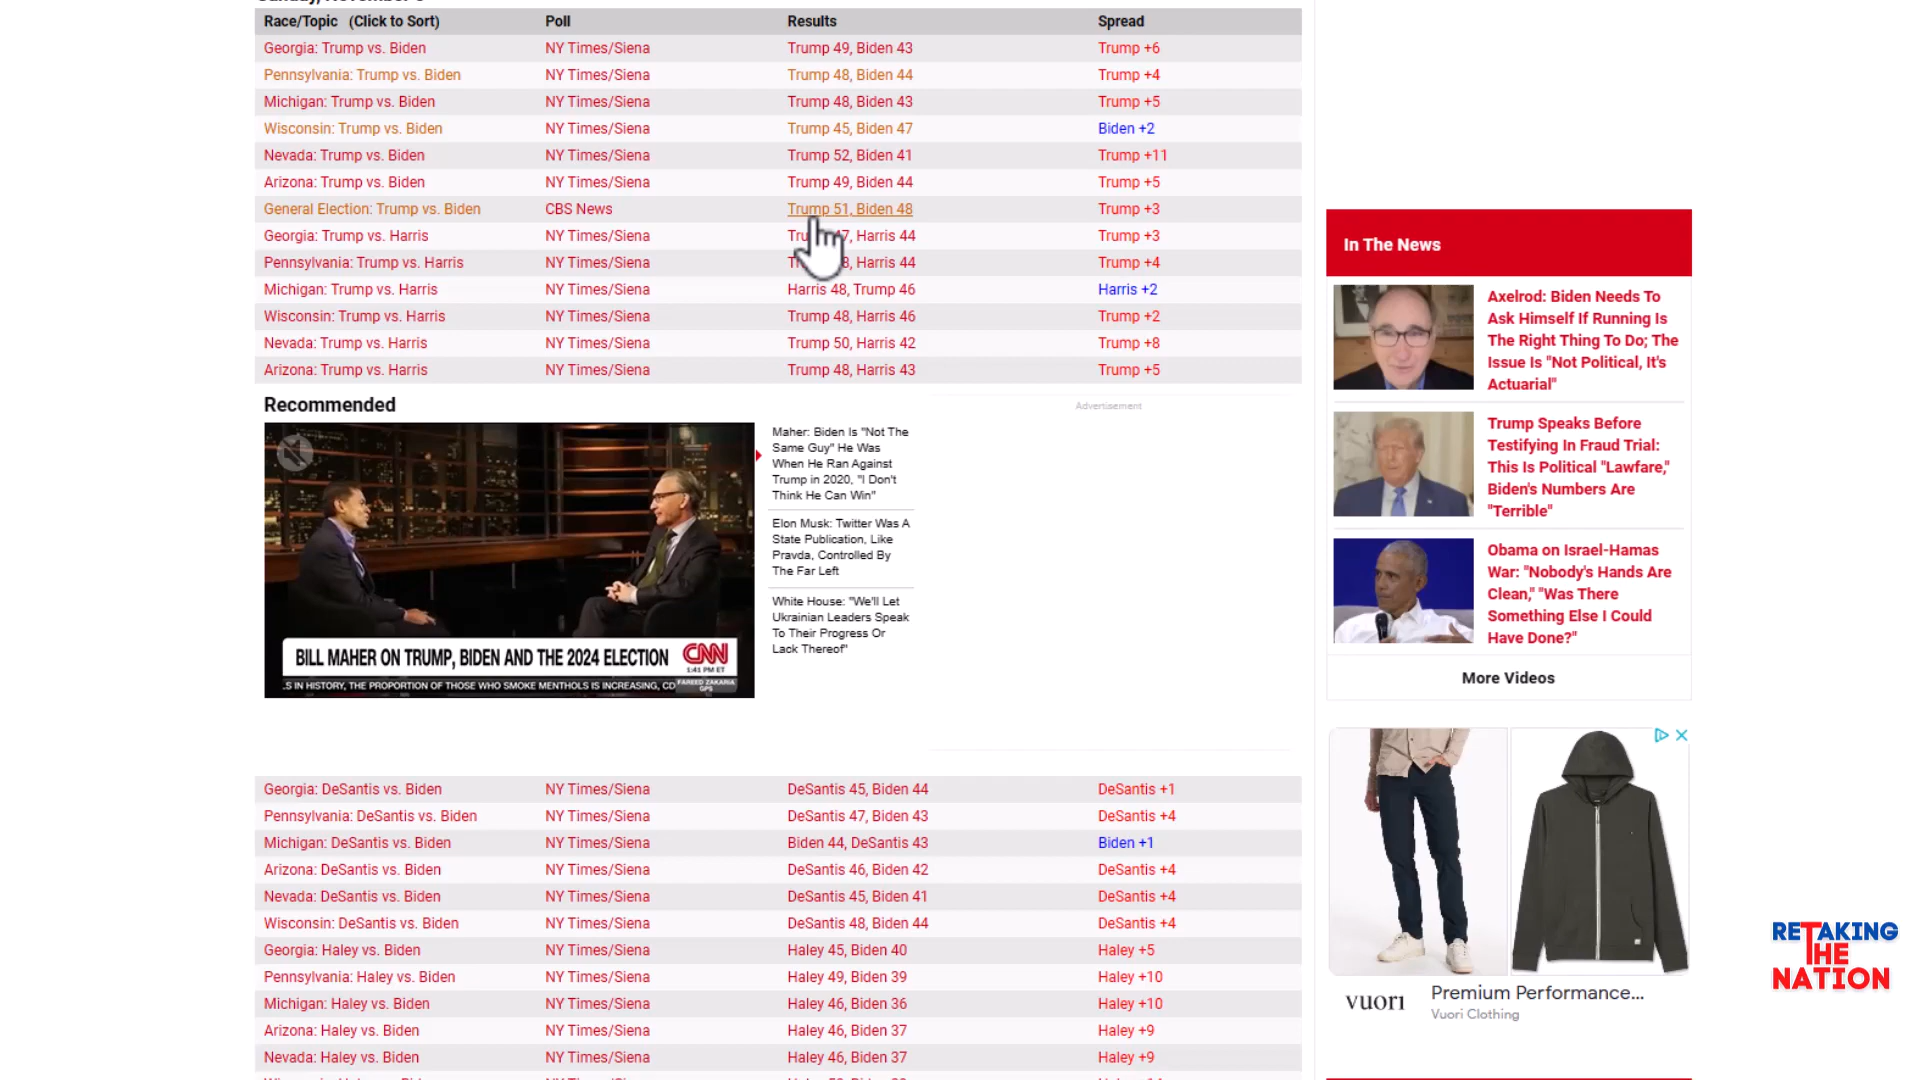 Race/Topic (Click to Sort) Poll Results Spread
Georgia: Trump vs. Biden NY Times/Siena Trump 49, Biden 43 Trump +6
Pennsylvania: Trump vs. Biden NY Times/Siena Trump 48, Biden 44 Trump +4
Michigan: Trump vs. Biden NY Times/Siena Trump 48, Biden 43 Trump +5
Wisconsin: Trump vs. Biden NY Times/Siena Trump 45, Biden 47 Biden +2
Nevada: Trump vs. Biden NY Times/Siena Trump 52, Biden 41 Trump +11
Arizona: Trump vs. Biden NY Times/Siena Trump 49, Biden 44 Trump +5
General Election: Trump vs. Biden CBS News Trump 51, Biden 48 Trump +3
Georgia: Trump vs. Harris NY Times/Siena 47, Harris 44 Trump +3
Pennsylvania: Trump vs. Harris NY Times/Siena Harris 44 Trump +4
Michigan: Trump vs. Harris NY Times/Siena Harris 48, Trump 46 Harris +2
Wisconsin: Trump vs. Harris NY Times/Siena Trump 48, Harris 46 Trump +2
Nevada: Trump vs. Harris NY Times/Siena Trump 50, Harris 42 Trump +8
Arizona: Trump vs. Harris NY Times/Siena Trump 48, Harris 43 Trump +5
Recommended
Advertisement
BILL MAHER ON TRUMP, BIDEN AND THE 2024 ELECTION CNN
1:41 PM ET
.S IN HISTORY, THE PROPORTION OF THOSE WHO SMOKE MENTHOLS IS INCREASING, CD
FAREED ZAKARIA
GPS
Maher: Biden Is "Not The
Same Guy" He Was
When He Ran Against
Trump in 2020, "I Don't
Think He Can Win"
Elon Musk: Twitter Was A
State Publication, Like
Pravda, Controlled By
The Far Left
White House: "We'll Let
Ukrainian Leaders Speak
To Their Progress Or
Lack Thereof"
Georgia: DeSantis vs. Biden NY Times/Siena DeSantis 45, Biden 44 DeSantis +1
Pennsylvania: DeSantis vs. Biden NY Times/Siena DeSantis 47, Biden 43 DeSantis +4
Michigan: DeSantis vs. Biden NY Times/Siena Biden 44, DeSantis 43 Biden +1
Arizona: DeSantis vs. Biden NY Times/Siena DeSantis 46, Biden 42 DeSantis +4
Nevada: DeSantis vs. Biden NY Times/Siena DeSantis 45, Biden 41 DeSantis +4
Wisconsin: DeSantis vs. Biden NY Times/Siena DeSantis 48, Biden 44 DeSantis +4
Georgia: Haley vs. Biden NY Times/Siena Haley 45, Biden 40 Haley +5
Pennsylvania: Haley vs. Biden NY Times/Siena Haley 49, Biden 39 Haley +10
Michigan: Haley vs. Biden NY Times/Siena Haley 46, Biden 36 Haley +10
Arizona: Haley vs. Biden NY Times/Siena Haley 46, Biden 37 Haley +9
Nevada: Haley vs. Biden NY Times/Siena Haley 46, Biden 37 Haley +9
In The News
Axelrod: Biden Needs To
Ask Himself If Running Is
The Right Thing To Do; The
Issue Is "Not Political, It's
Actuarial"
Trump Speaks Before
Testifying In Fraud Trial:
This Is Political "Lawfare,"
Biden's Numbers Are
"Terrible"
Obama on Israel-Hamas
War: "Nobody's Hands Are
Clean," "Was There
Something Else I Could
Have Done?"
More Videos
vuori Premium Performance...
Vuori Clothing
RETAKING
THE
NATION